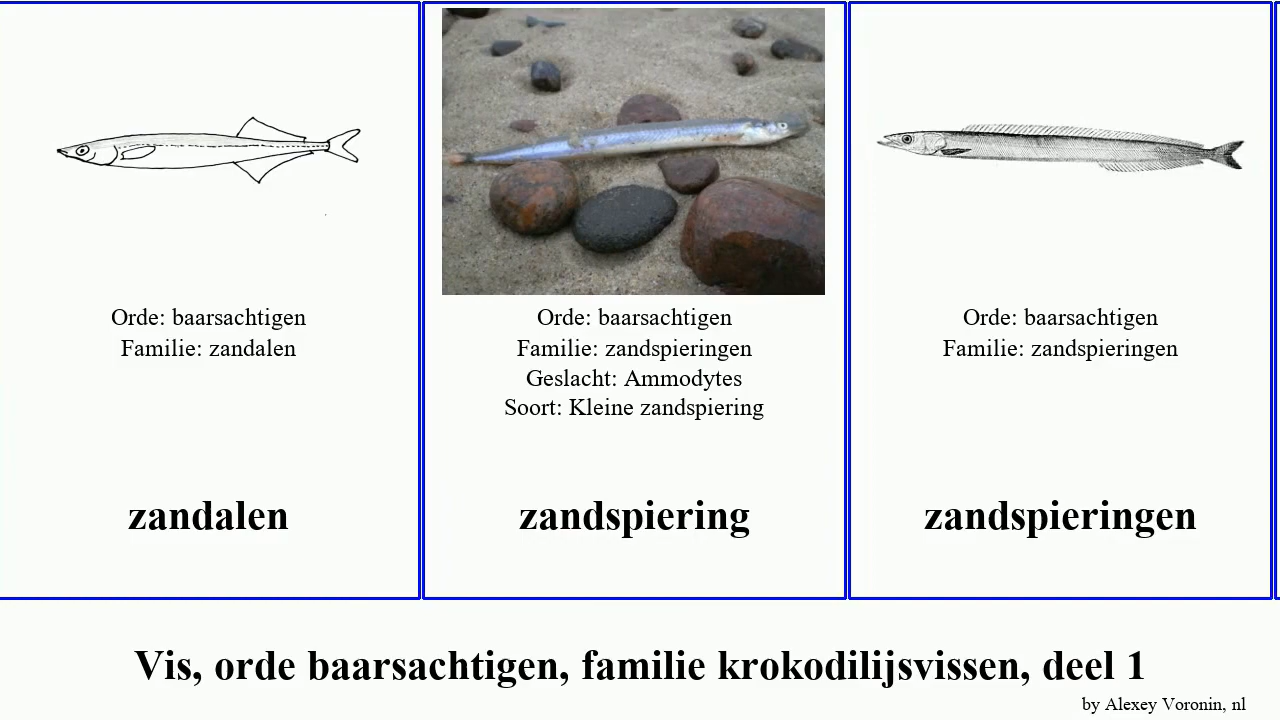 Orde: baarsachtigen
Familie: zandalen
zandalen
Orde: baarsachtigen
Familie: zandspieringen
Geslacht: Ammodytes
Soort: Kleine zandspiering
zandspiering
Orde: baarsachtigen
Familie: zandspieringen
zandspieringen
Vis, orde baarsachtigen, familie krokodilijsvissen, deel 1
by Alexey Voronin, nl